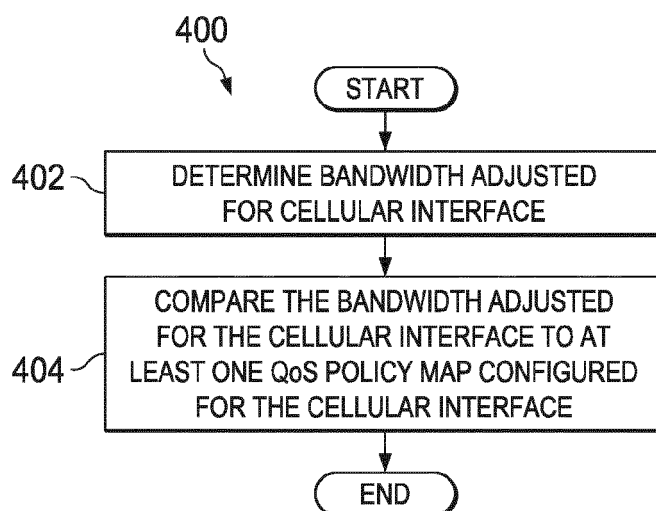 400
START
402
DETERMINE BANDWIDTH ADJUSTED
FOR CELLULAR INTERFACE
404
COMPARE THE BANDWIDTH ADJUSTED
FOR THE CELLULAR INTERFACE TO AT
LEAST ONE QoS POLICY MAP CONFIGURED
FOR THE CELLULAR INTERFACE
END